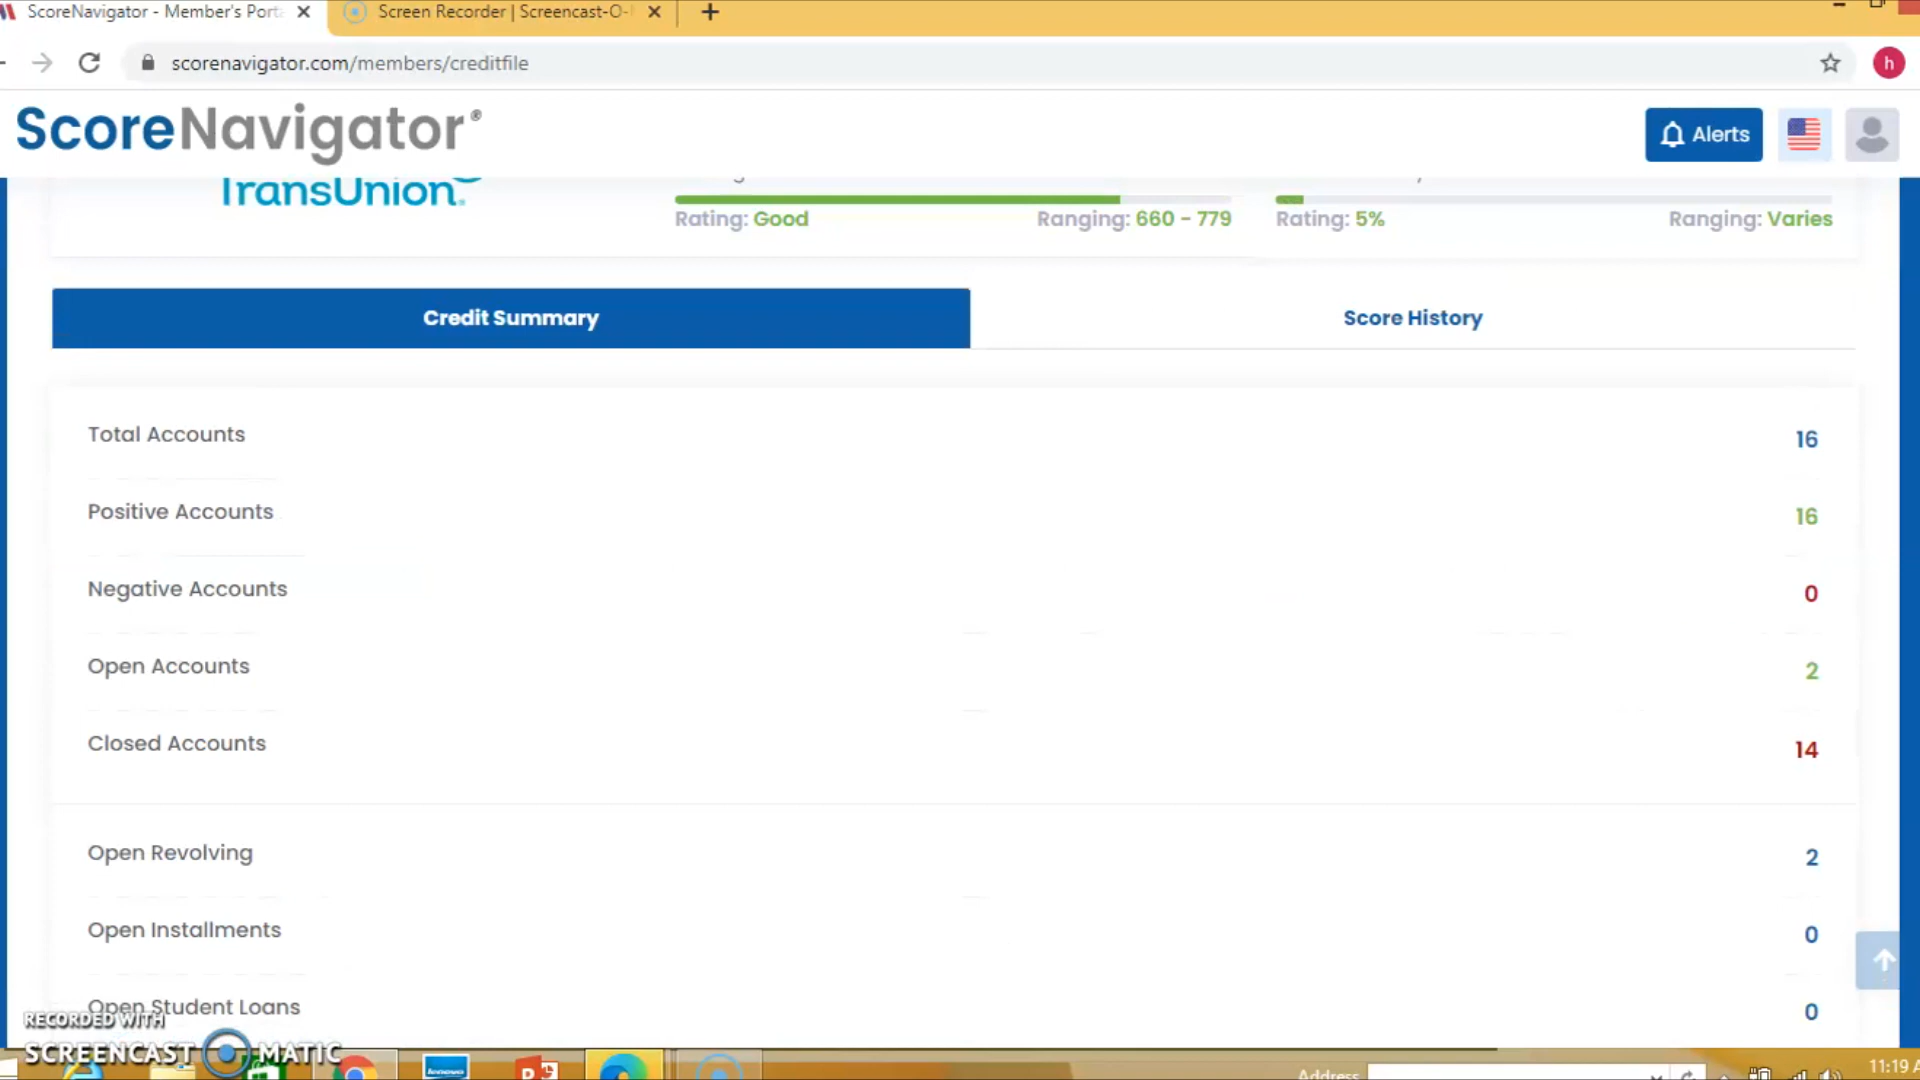 ScoreNavigator - Member's Port
Screen Recorder | Screencast-O-
scorenavigator.com/members/creditfile
h
ScoreNavigator®
Alerts
TransUnion.
Rating: Good
Ranging: 660 - 779
Rating: 5%
Ranging: Varies
Credit Summary
Score History
Total Accounts
16
Positive Accounts
16
Negative Accounts
0
Open Accounts
2
Closed Accounts
14
Open Revolving
2
Open Installments
0
Open Student Loans
0
RECORDED WITH
SCREENCAST MATIC
lenovo
Address
11:19 A